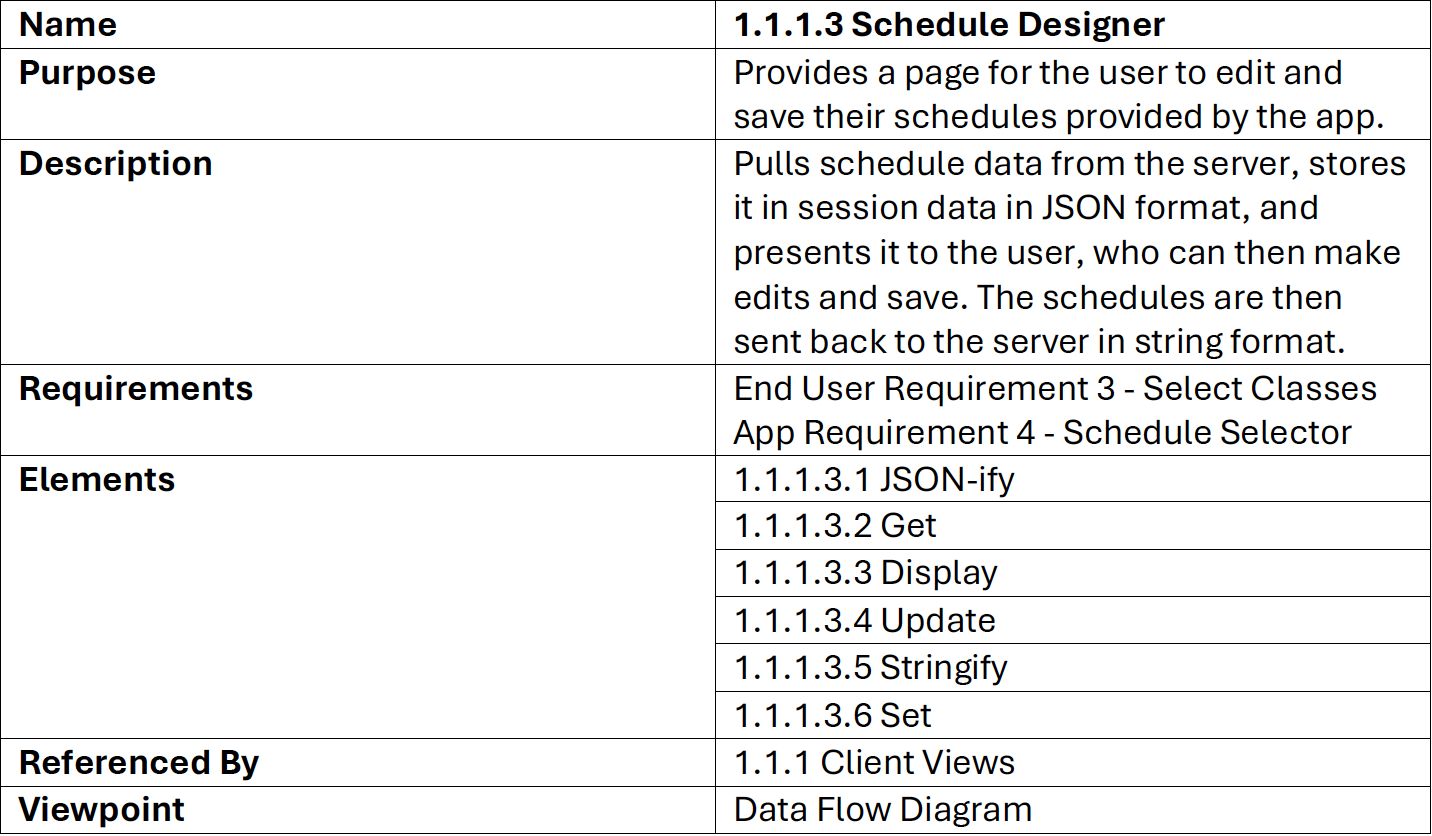 Name
1.1.1.3 Schedule Designer
Purpose
Provides a page for the user to edit and
save their schedules provided by the app.
Description
Pulls schedule data from the server, stores
it in session data in JSON format, and
presents it to the user, who can then make
edits and save. The schedules are then
sent back to the server in string format.
Requirements
End User Requirement 3 - Select Classes
App Requirement 4 - Schedule Selector
Elements
1.1.1.3.1 JSON-ify
1.1.1.3.2 Get
1.1.1.3.3 Display
1.1.1.3.4 Update
1.1.1.3.5 Stringify
1.1.1.3.6 Set
Referenced By
1.1.1 Client Views
Viewpoint
Data Flow Diagram